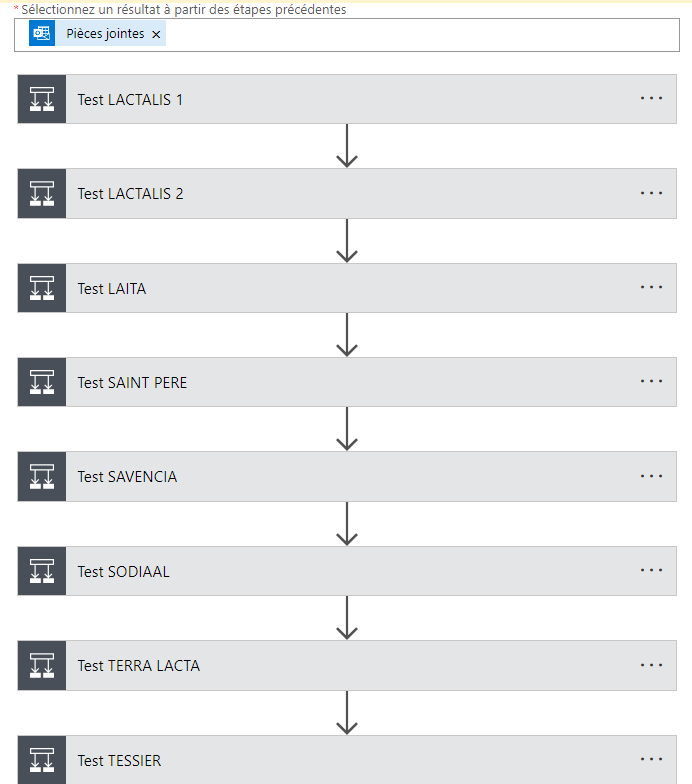 * Sélectionnez un résultat à partir des étapes précédentes
Pièces jointes ×
Test LACTALIS 1
Test LACTALIS 2
Test LAITA
Test SAINT PERE
Test SAVENCIA
Test SODIAAL
Test TERRA LACTA
Test TESSIER